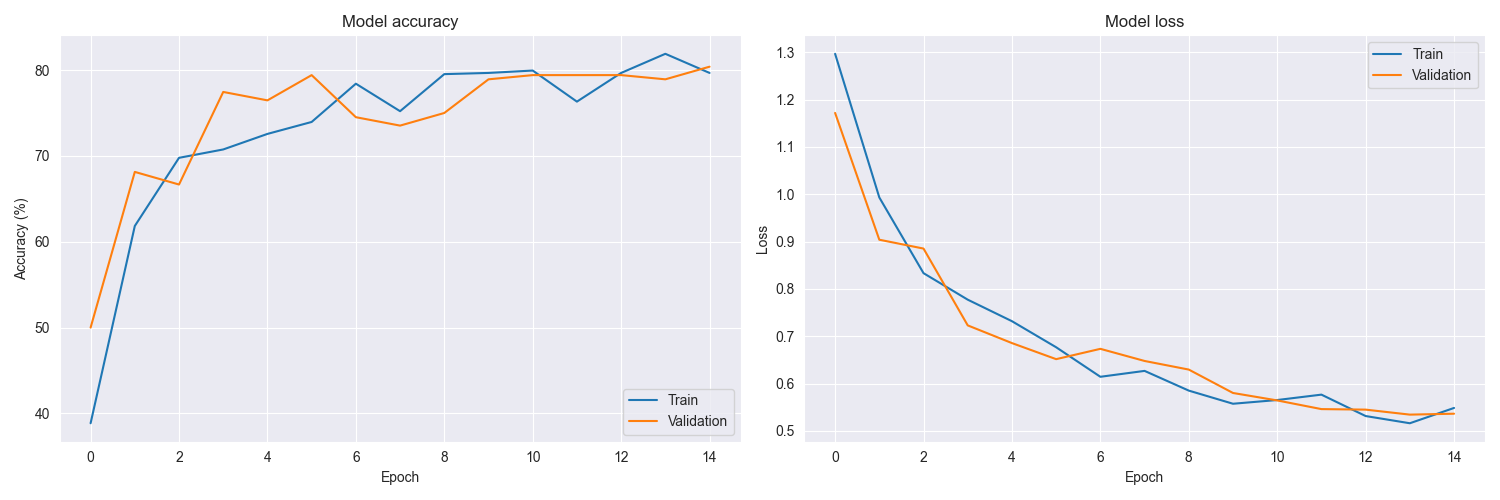 Model accuracy
Accuracy (%)
80
70
60
50
40
0 2 4 6 8 10 12 14
Epoch
Train
Validation
Model loss
Loss
1.3
1.2
1.1
1.0
0.9
0.8
0.7
0.6
0.5
0 2 4 6 8 10 12 14
Epoch
Train
Validation